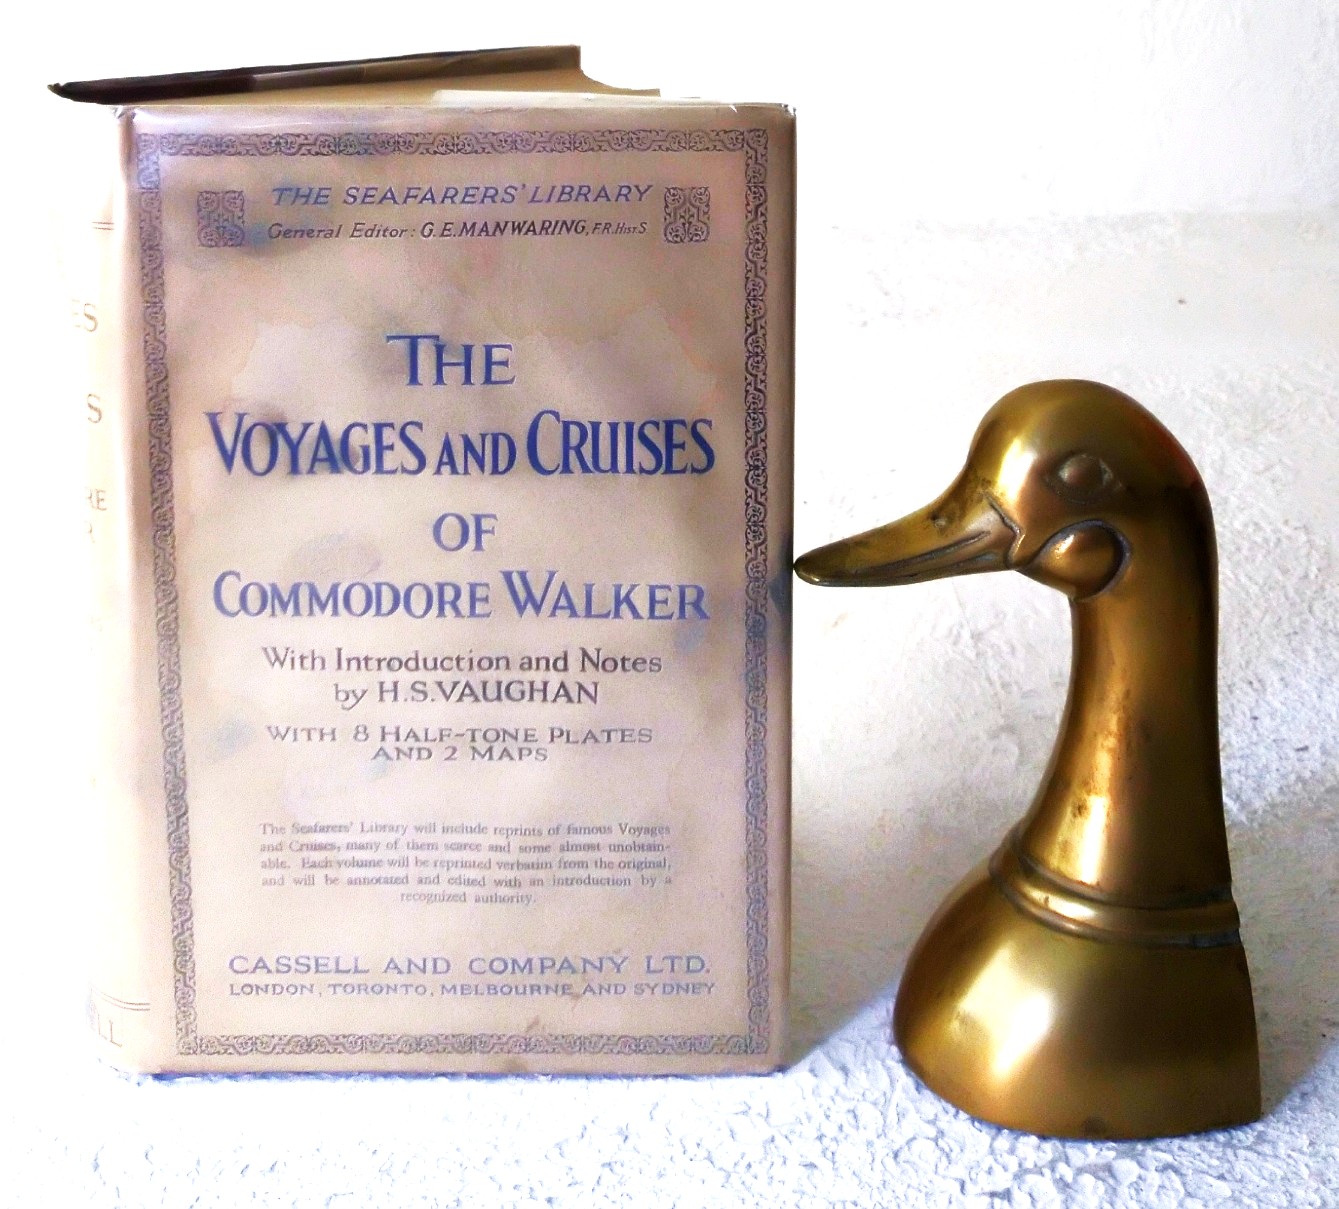 THE SEAFARERS' LIBRARY
General Editor: G. E. MANWARING, F.R.Hist.S.
THE
VOYAGES AND CRUISES
OF
COMMODORE WALKER
With Introduction and Notes
by H.S.VAUGHAN
WITH 8 HALF-TONE PLATES
AND 2 MAPS
The Seafarers' Library will include reprints of famous Voyages
and Cruises, many of them scarce and some almost unobtain-
able. Each volume will be reprinted verbatim from the original,
and will be annotated and edited with an introduction by a
recognized authority.
CASSELL AND COMPANY LTD.
LONDON, TORONTO, MELBOURNE AND SYDNEY